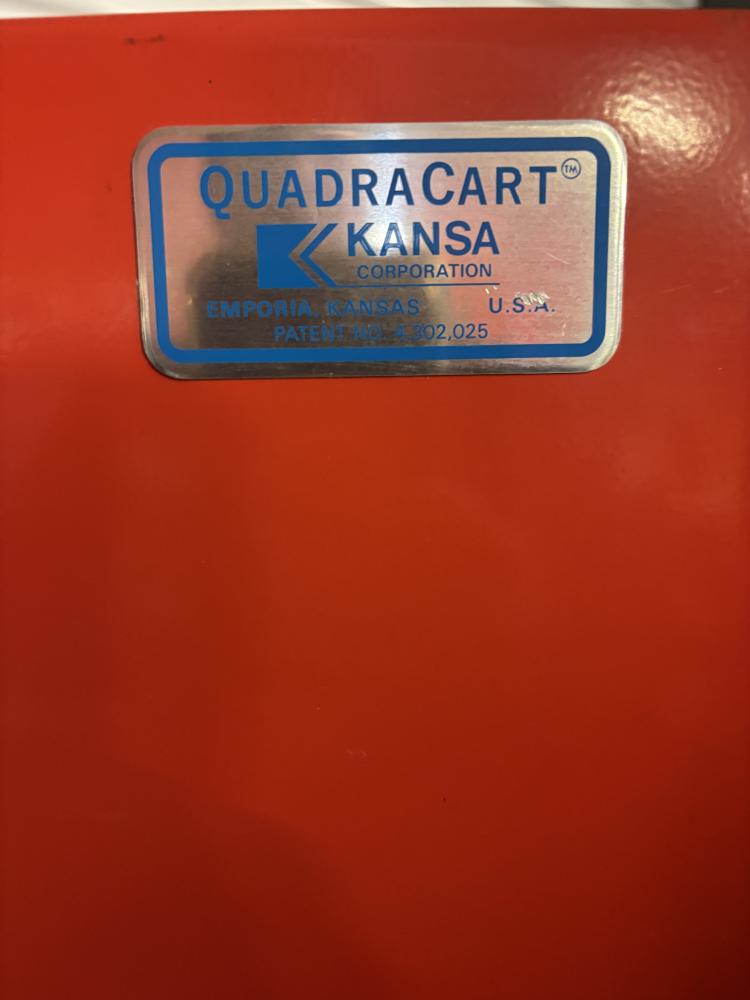 QUADRACART™
KANSA
CORPORATION
EMPORIA, KANSAS U.S.A.
PATENT NO. 4,302,025